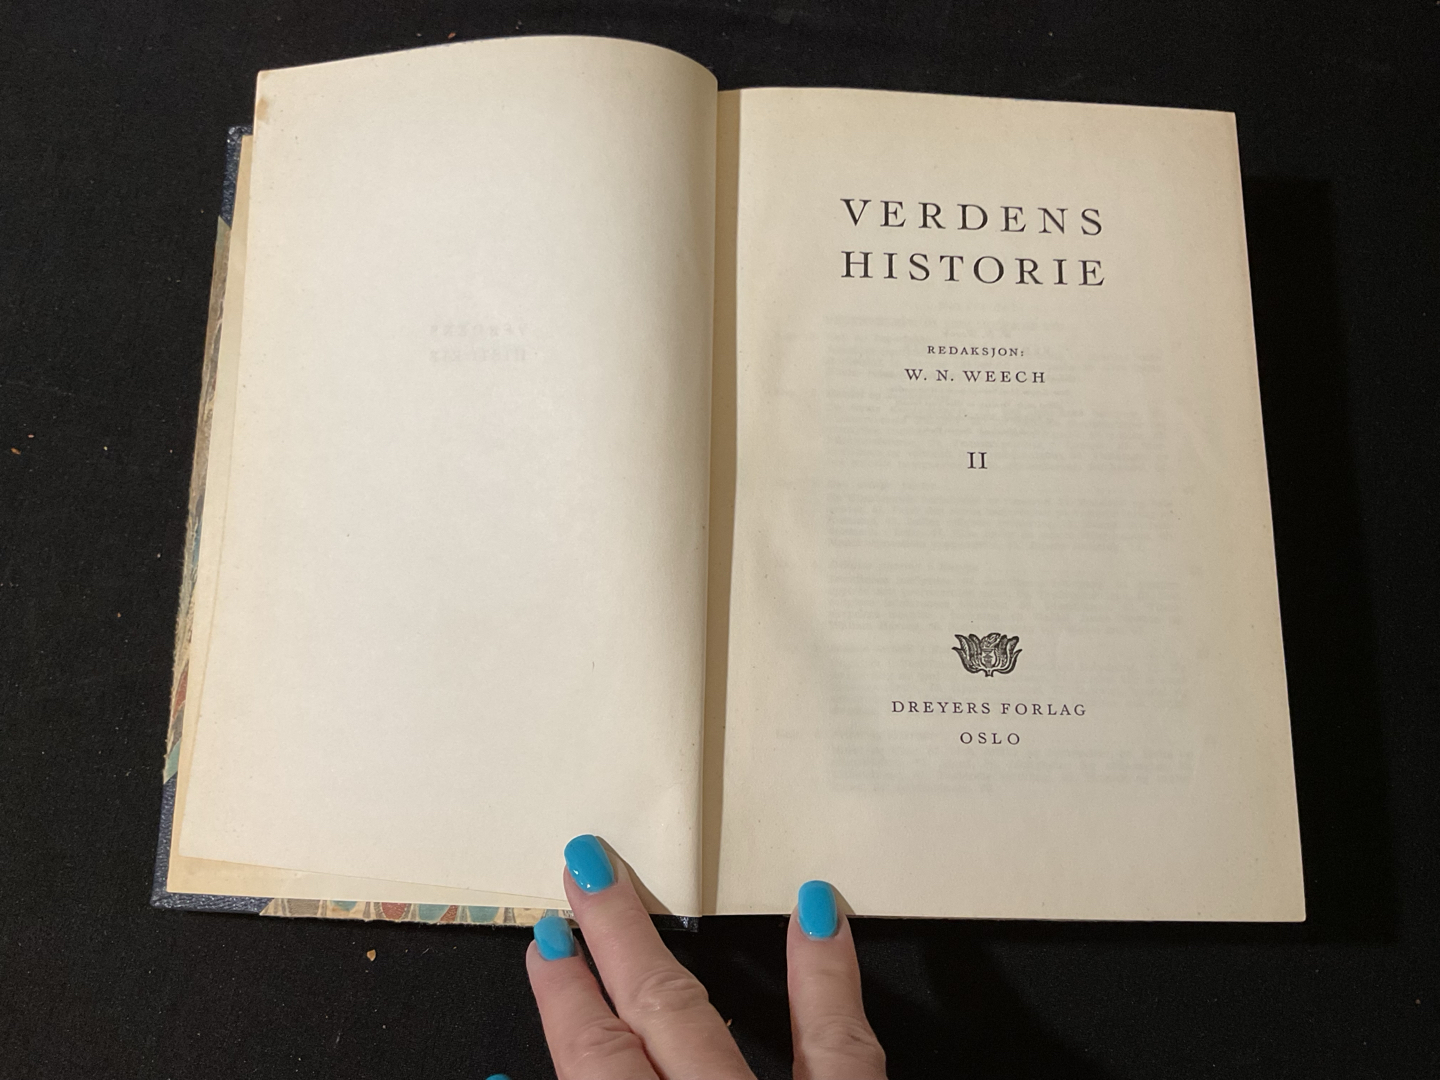 VERDENS
HISTORIE
REDAKSJON:
W. N. WEECH
II
DREYERS FORLAG
OSLO